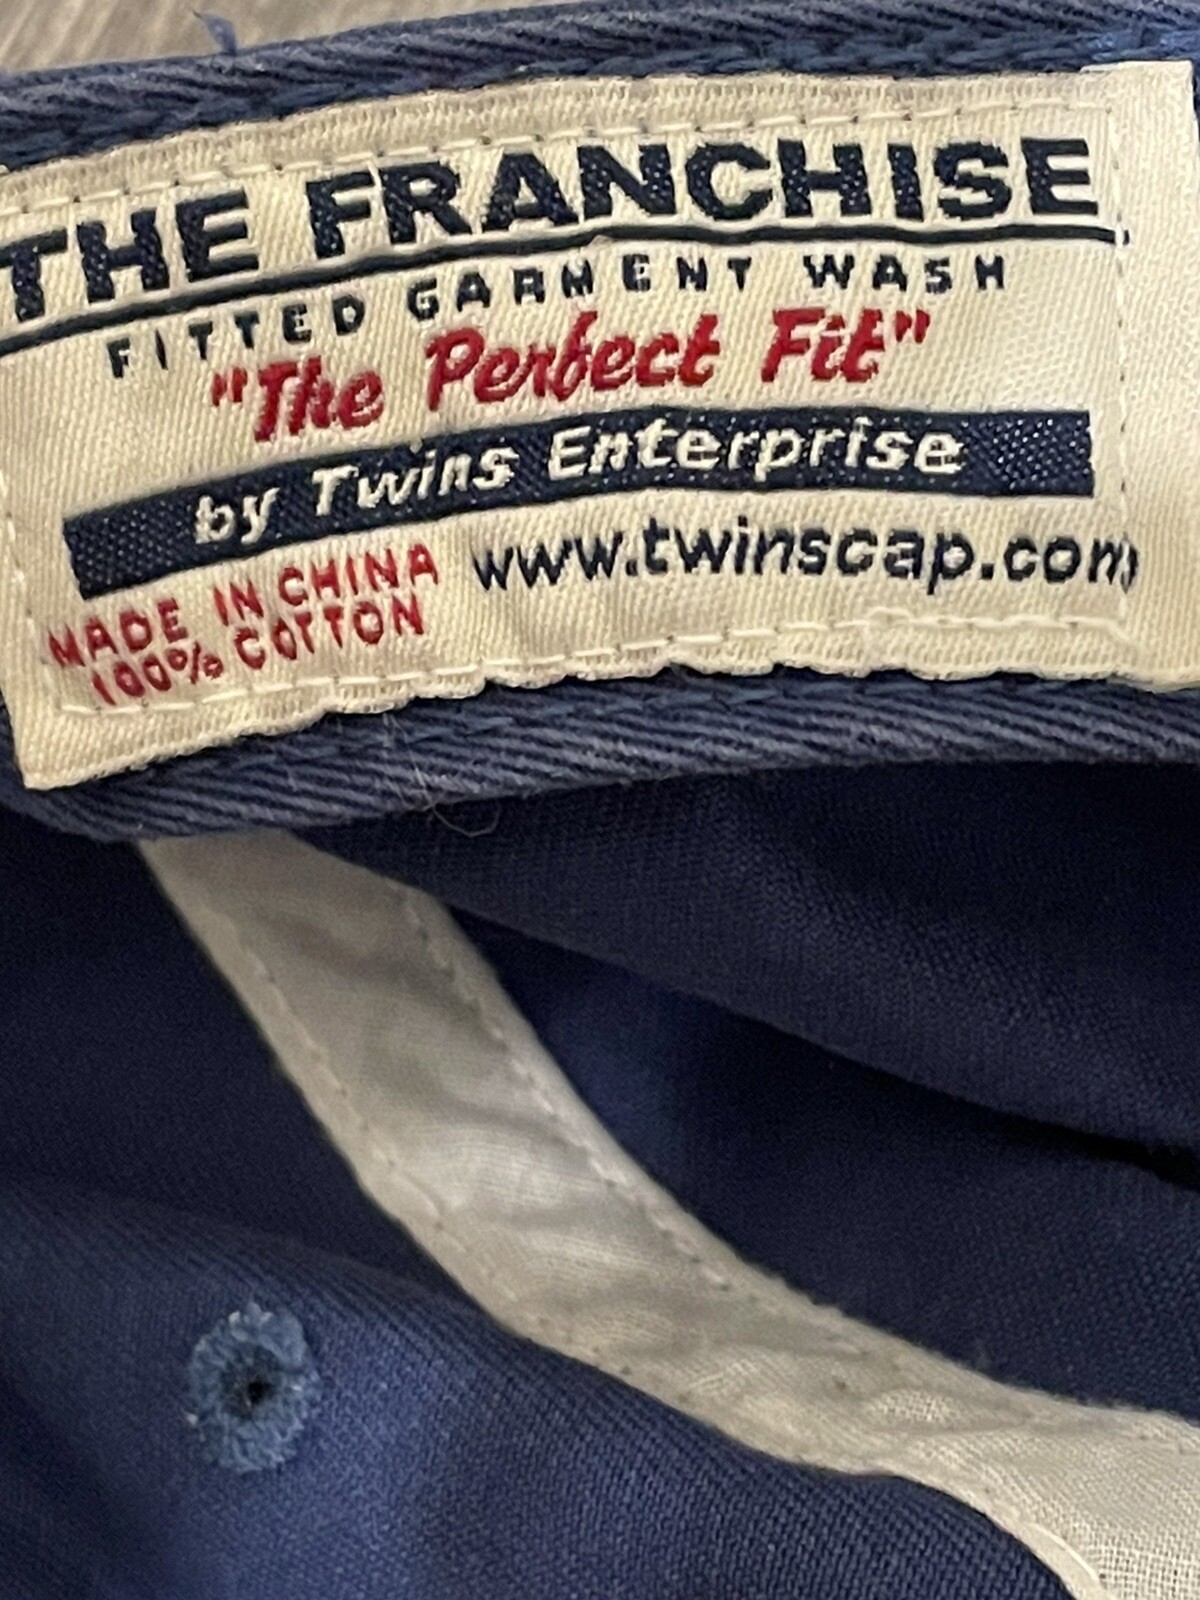 THE FRANCHISE
FITTED GARMENT WASH
"The Perfect Fit"
by Twins Enterprise
www.twinscap.com
MADE IN CHINA
100% COTTON